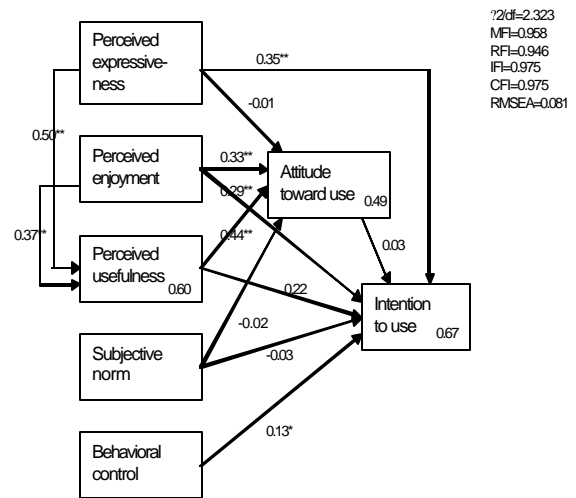 ?2/df=2.323
MFI=0.958
RFI=0.946
IFI=0.975
CFI=0.975
RMSEA=0.081
Perceived
expressive-
ness
0.35**
-0.01
0.50**
Perceived
enjoyment
0.33**
Attitude
toward use
0.49
0.29**
0.37**
0.44**
Perceived
usefulness
0.60
0.03
0.22
Intention
to use
0.67
-0.02
-0.03
Subjective
norm
0.13*
Behavioral
control